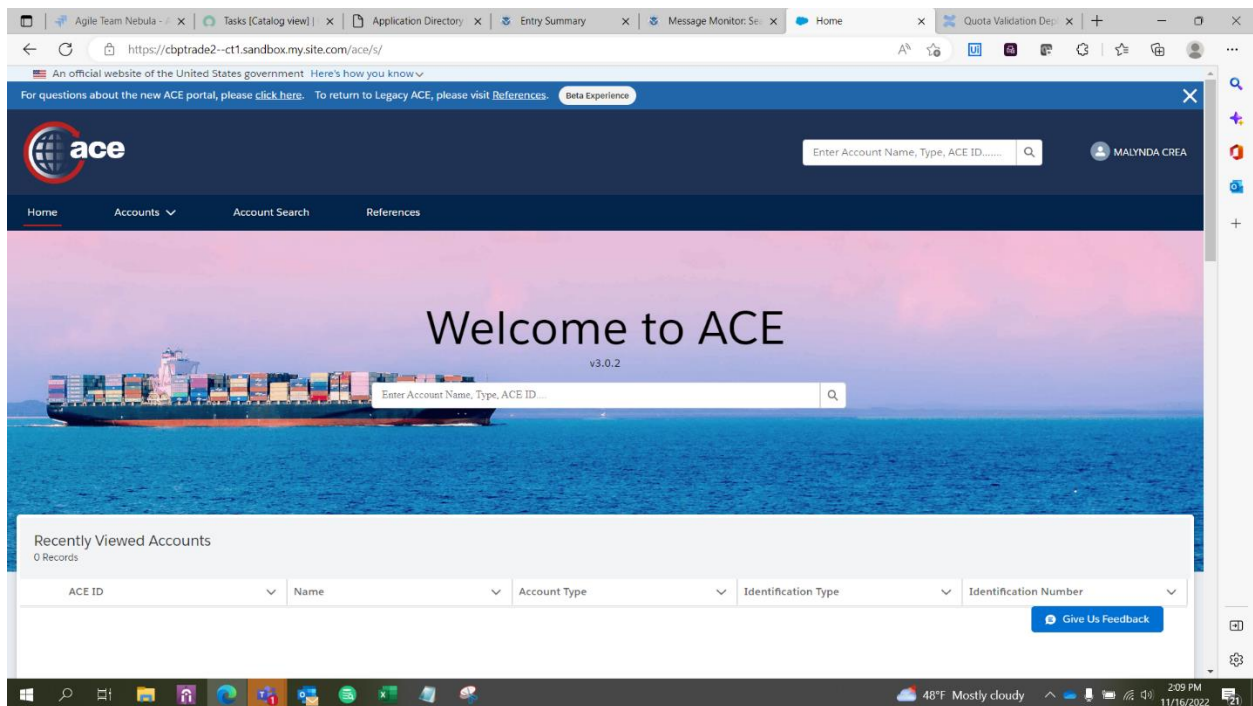 Agile Team Nebula - A
Tasks [Catalog view] |
Application Directory
Entry Summary
Message Monitor: Se
Home
Quota Validation Dep
https://cbptrade2--ct1.sandbox.my.site.com/ace/s/
An official website of the United States government Here's how you know
For questions about the new ACE portal, please click here. To return to Legacy ACE, please visit References. Beta Experience
ace
Enter Account Name, Type, ACE ID.......
MALYNDA CREA
Home Accounts Account Search References
Welcome to ACE
v3.0.2
Enter Account Name, Type, ACE ID....
Recently Viewed Accounts
0 Records
ACE ID Name Account Type Identification Type Identification Number
Give Us Feedback
48°F Mostly cloudy
2:09 PM
11/16/2022
21